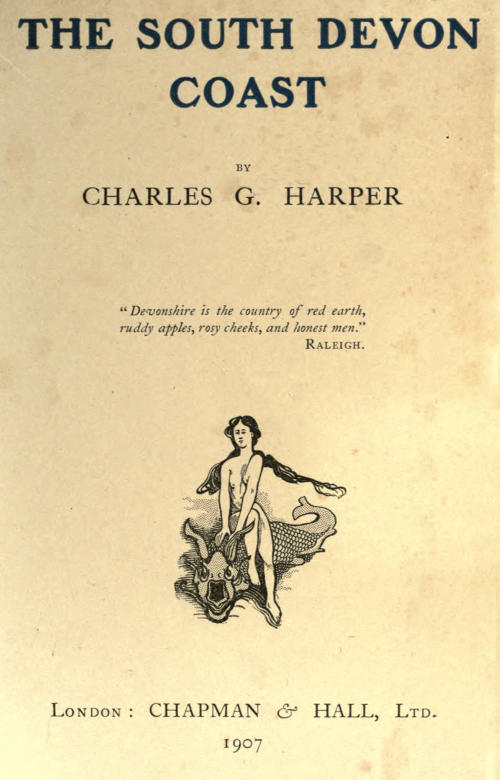 THE SOUTH DEVON
COAST
BY
CHARLES G. HARPER
"Devonshire is the country of red earth,
ruddy apples, rosy cheeks, and honest men."
RALEIGH.
LONDON: CHAPMAN & HALL, LTD.
1907